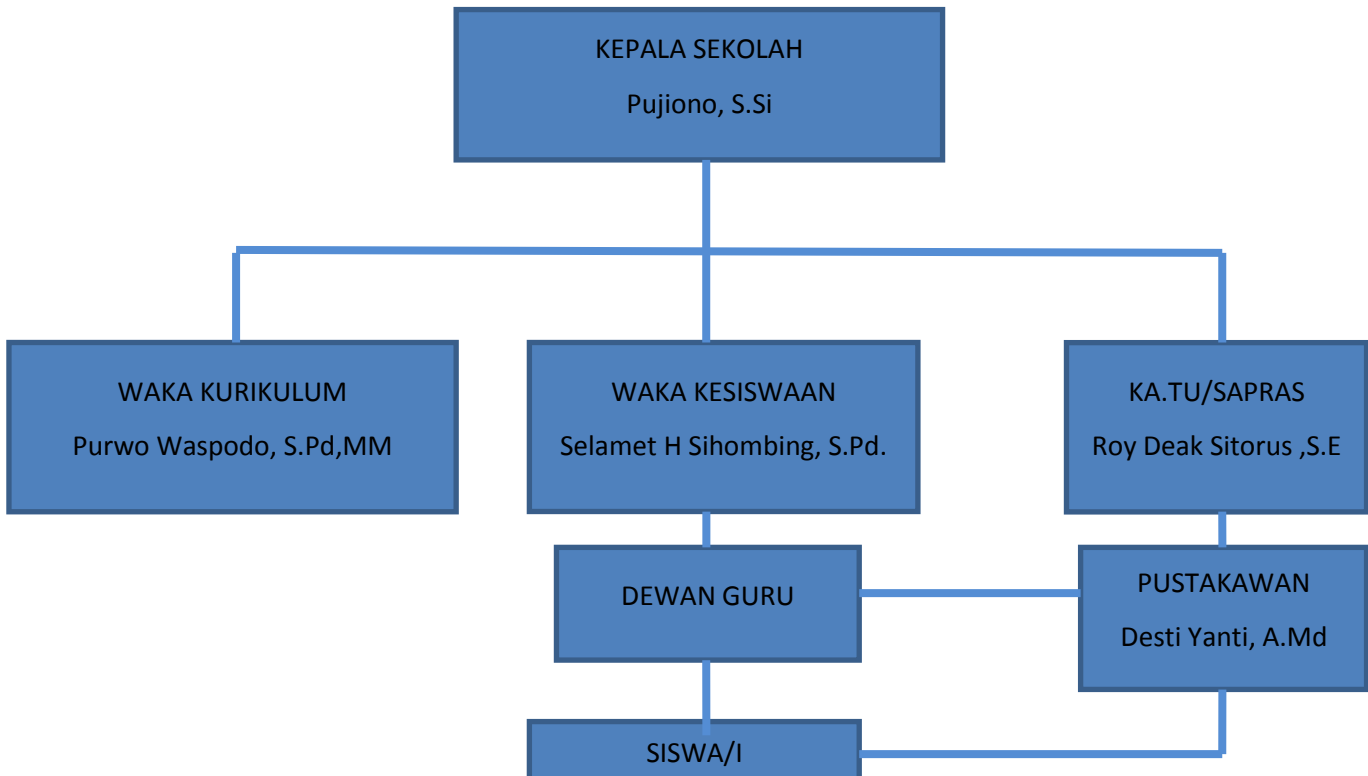 KEPALA SEKOLAH
Pujiono, S.Si
WAKA KURIKULUM
Purwo Waspodo, S.Pd,MM
WAKA KESISWAAN
Selamet H Sihombing, S.Pd.
KA.TU/SAPRAS
Roy Deak Sitorus ,S.E
DEWAN GURU
PUSTAKAWAN
Desti Yanti, A.Md
SISWA/I